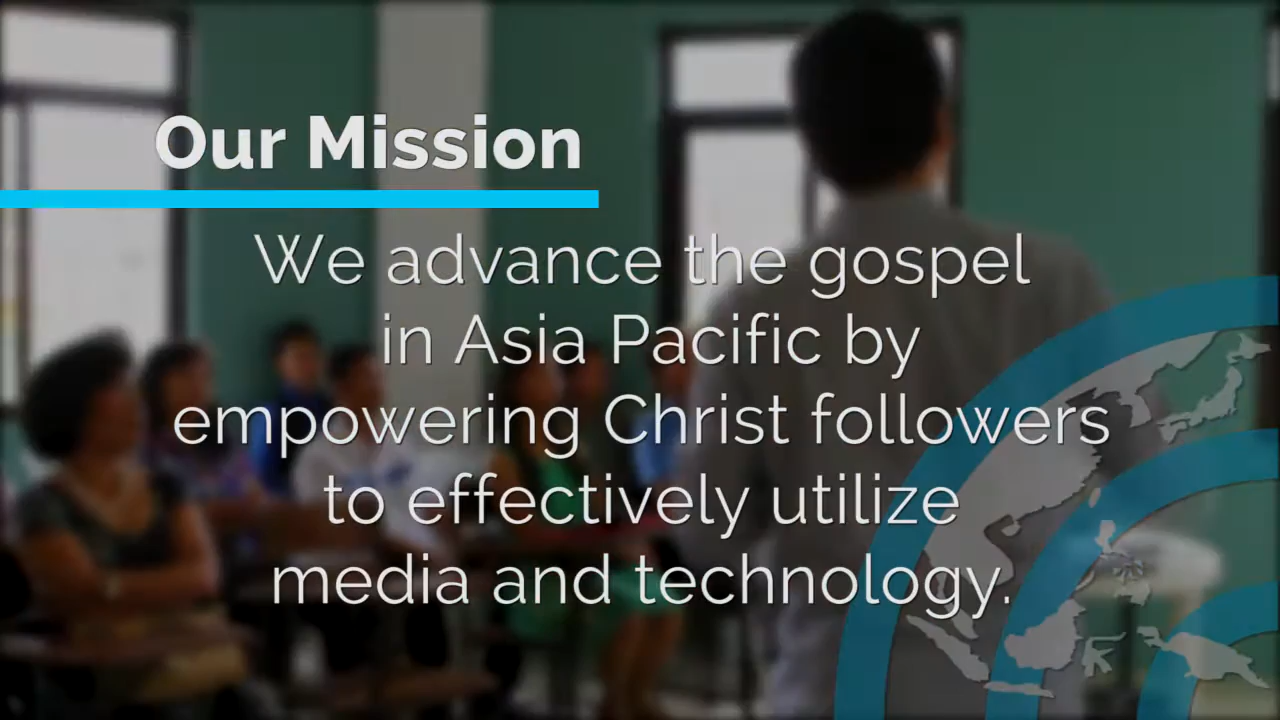 Our Mission
We advance the gospel
in Asia Pacific by
empowering Christ followers
to effectively utilize
media and technology.